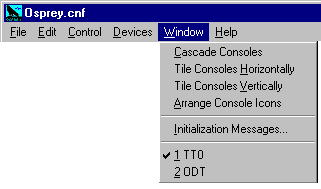 Osprey.cnf
File Edit Control Devices Window Help
Cascade Consoles
Tile Consoles Horizontally
Tile Consoles Vertically
Arrange Console Icons
Initialization Messages...
1 TT0
2 ODT